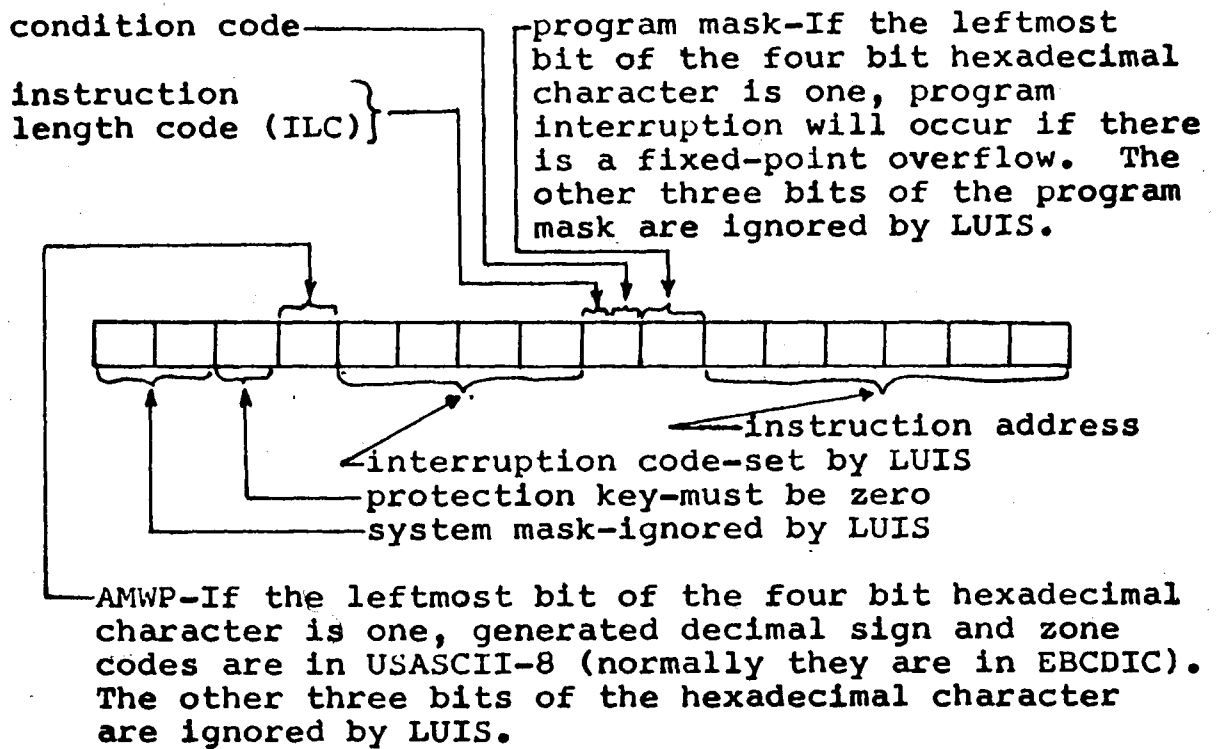 condition code
instruction
length code (ILC)
program mask-If the leftmost
bit of the four bit hexadecimal
character is one, program
interruption will occur if there
is a fixed-point overflow. The
other three bits of the program
mask are ignored by LUIS.
instruction address
interruption code-set by LUIS
protection key-must be zero
system mask-ignored by LUIS
AMWP-If the leftmost bit of the four bit hexadecimal
character is one, generated decimal sign and zone
codes are in USASCII-8 (normally they are in EBCDIC).
The other three bits of the hexadecimal character
are ignored by LUIS.